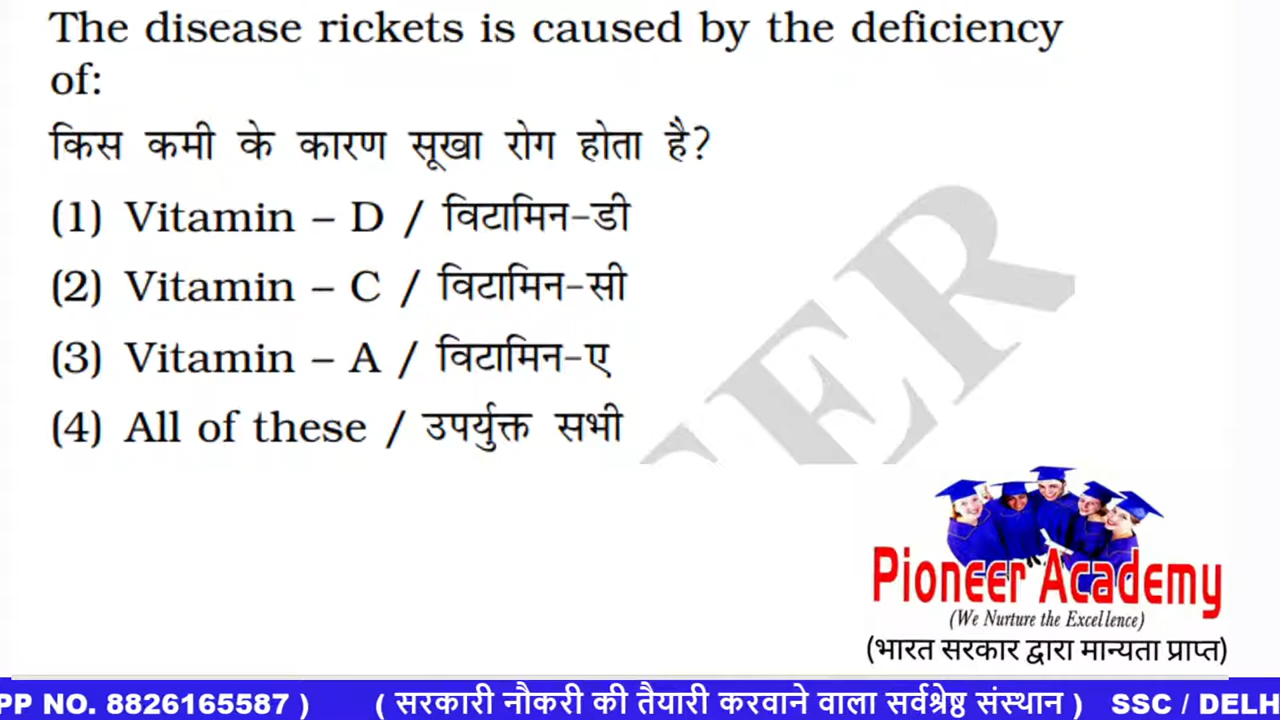 The disease rickets is caused by the deficiency
of:
किस कमी के कारण सूखा रोग होता है?
(1) Vitamin – D / विटामिन-डी
(2) Vitamin – C / विटामिन-सी
(3) Vitamin – A / विटामिन-ए
(4) All of these / उपर्युक्त सभी
Pioneer Academy
(We Nurture the Excellence)
(भारत सरकार द्वारा मान्यता प्राप्त)
PP NO. 8826165587 ) ( सरकारी नौकरी की तैयारी करवाने वाला सर्वश्रेष्ठ संस्थान ) SSC / DELH